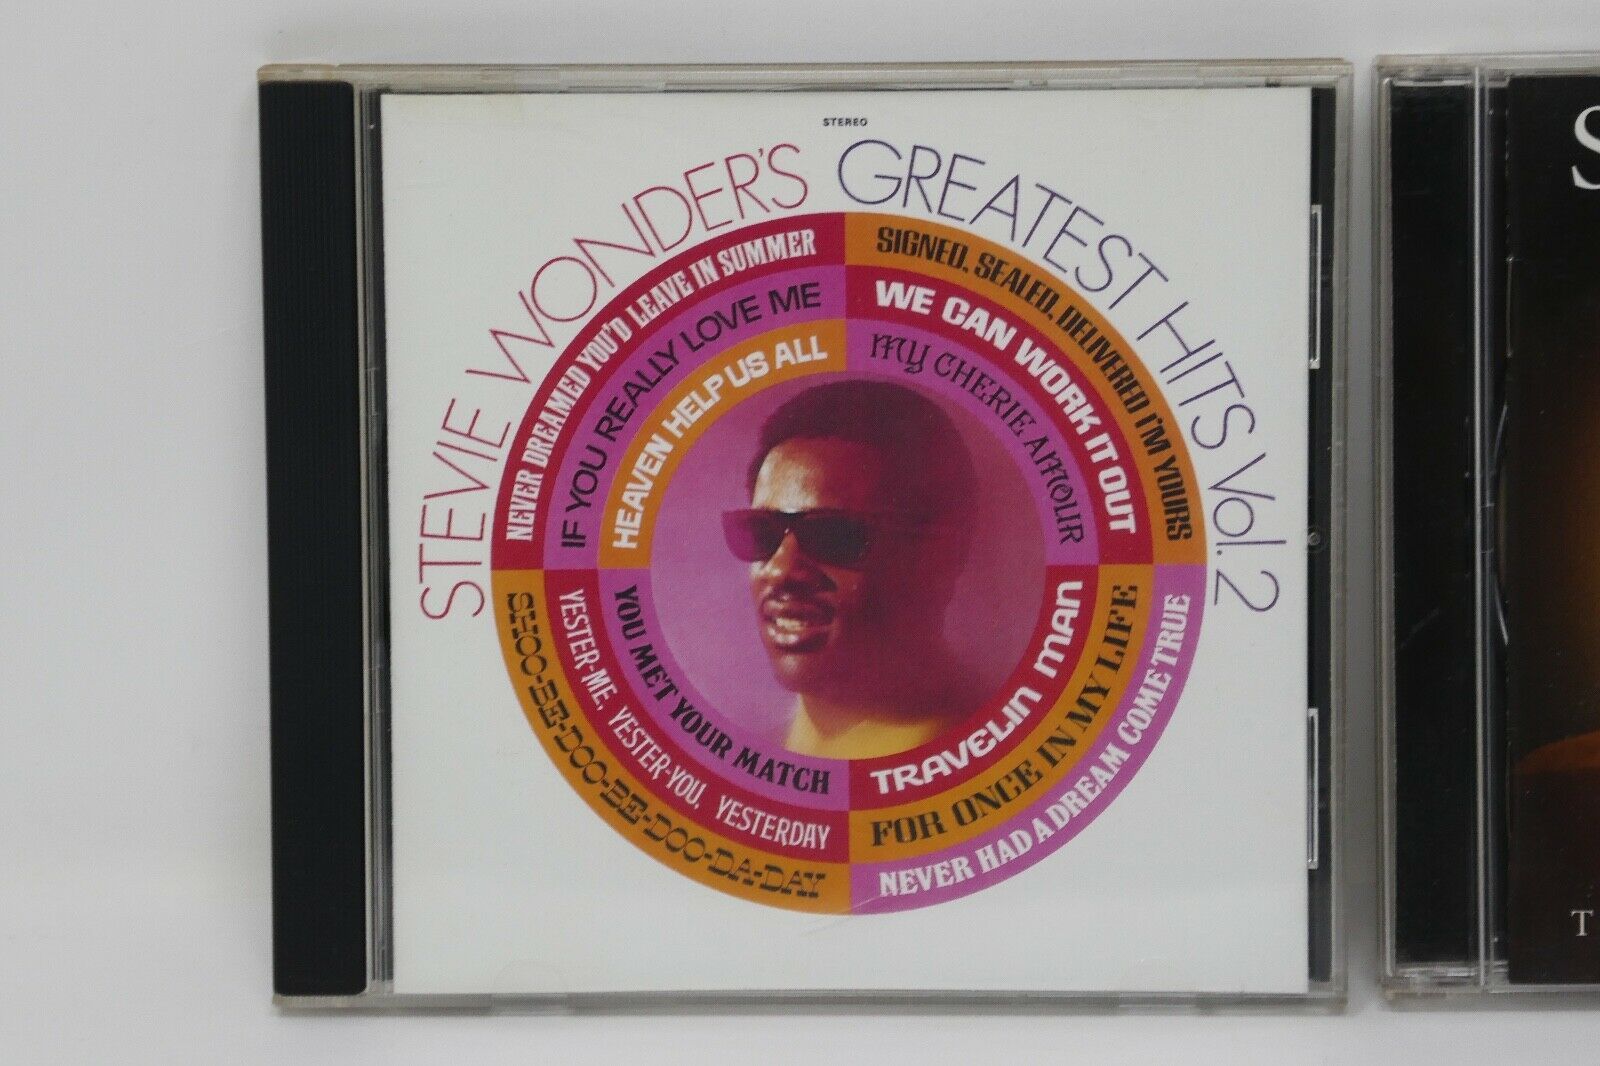 STEREO
STEVIE WONDER'S GREATEST HITS Vol. 2
NEVER DREAMED YOU'D LEAVE IN SUMMER
IF YOU REALLY LOVE ME
HEAVEN HELP US ALL
SIGNED, SEALED, DELIVERED I'M YOURS
WE CAN WORK IT OUT
MY CHERIE AMOUR
YOU MET YOUR MATCH
YESTER-ME, YESTER-YOU, YESTERDAY
SHOO-BE-DOO-BE-DOO-DA-DAY
TRAVELIN MAN
FOR ONCE IN MY LIFE
NEVER HAD A DREAM COME TRUE
S
T